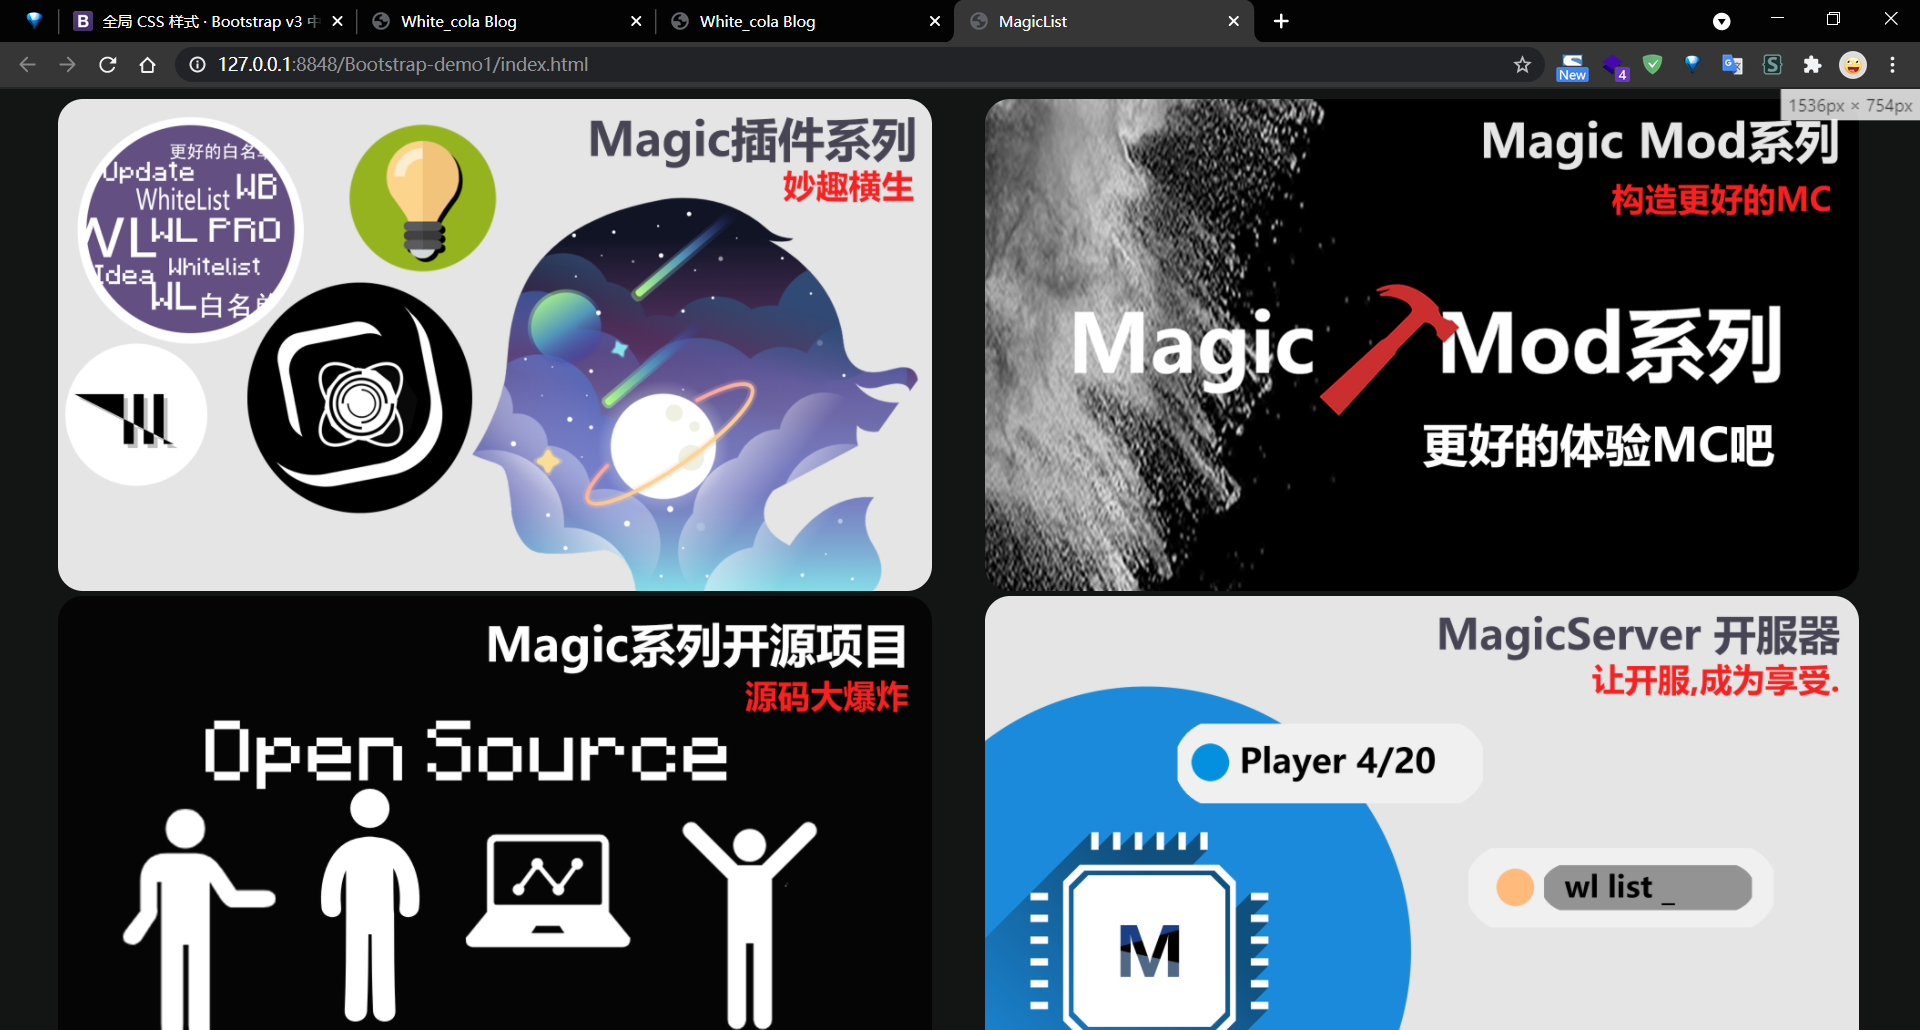 全局 CSS 样式 · Bootstrap v3 中
White_cola Blog
White_cola Blog
MagicList
127.0.0.1:8848/Bootstrap-demo1/index.html
New
4
1536px × 754px
Magic插件系列
妙趣横生
更好的白名单
Update
WhiteList
WB
WL
WL PRO
Idea
Whitelist
WL
白名单
Magic Mod系列
构造更好的MC
Magic Mod系列
更好的体验MC吧
Magic系列开源项目
源码大爆炸
Open Source
MagicServer 开服器
让开服,成为享受.
Player 4/20
wl list _
M